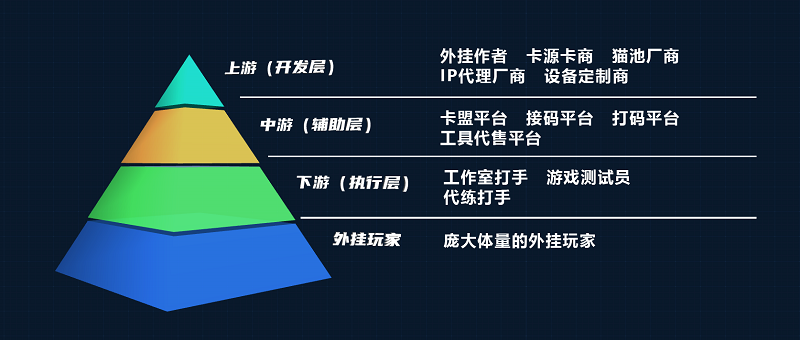 上游（开发层）
外挂作者 卡源卡商 猫池厂商
IP代理厂商 设备定制商
中游（辅助层）
卡盟平台 接码平台 打码平台
工具代售平台
下游（执行层）
工作室打手 游戏测试员
代练打手
外挂玩家
庞大体量的外挂玩家